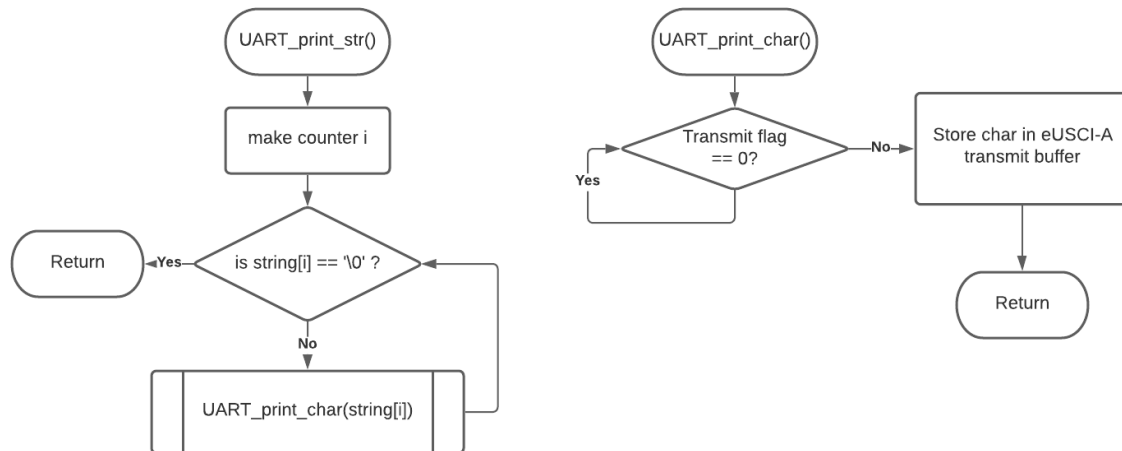 UART_print_str()
make counter i
is string[i] == '\0' ?
Yes
Return
No
UART_print_char(string[i])
UART_print_char()
Transmit flag
== 0?
Yes
No
Store char in eUSCI-A
transmit buffer
Return